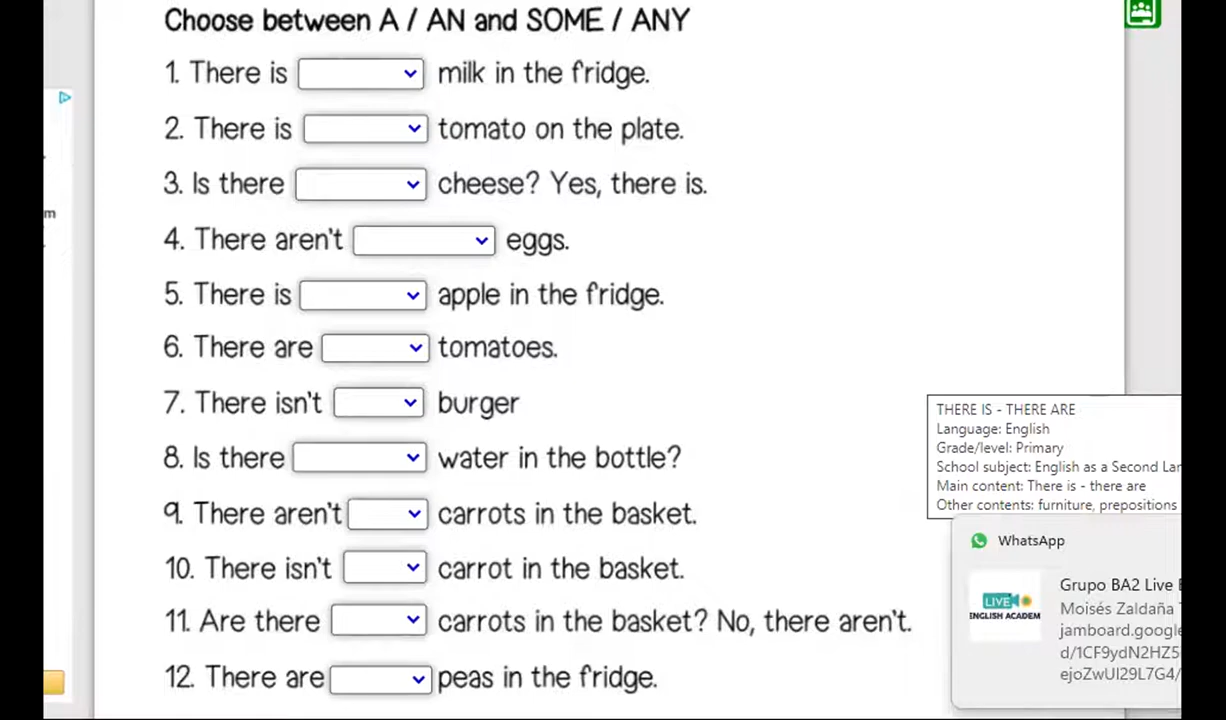 Choose between A / AN and SOME / ANY
1. There is milk in the fridge.
2. There is tomato on the plate.
3. Is there cheese? Yes, there is.
4. There aren't eggs.
5. There is apple in the fridge.
6. There are tomatoes.
7. There isn't burger
8. Is there water in the bottle?
9. There aren't carrots in the basket.
10. There isn't carrot in the basket.
11. Are there carrots in the basket? No, there aren't.
12. There are peas in the fridge.
m
THERE IS - THERE ARE
Language: English
Grade/level: Primary
School subject: English as a Second Lan
Main content: There is - there are
Other contents: furniture, prepositions
WhatsApp
Grupo BA2 Live
Moisés Zaldaña
jamboard.google
d/1CF9ydN2HZ5
ejoZwUI29L7G4/
LIVE
ENGLISH ACADEM